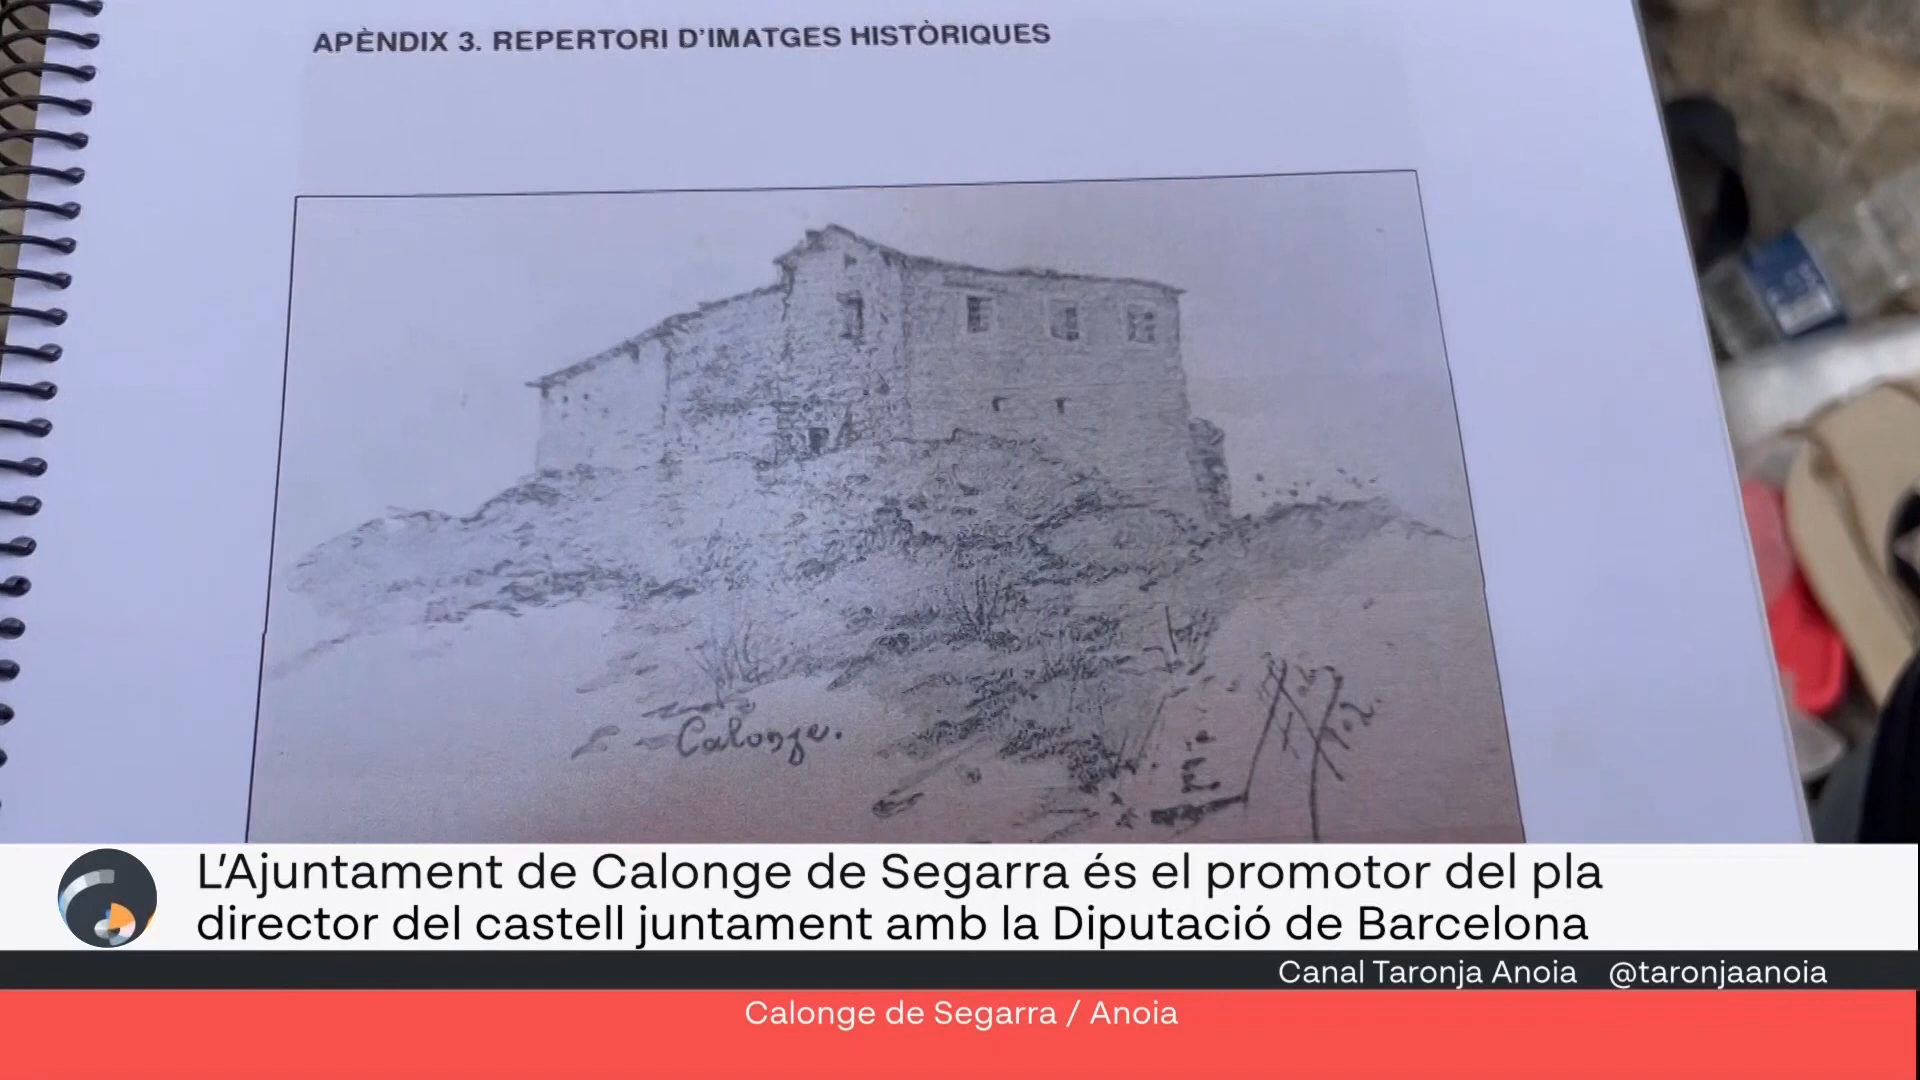 APÈNDIX 3. REPERTORI D'IMATGES HISTÒRIQUES
Calonge.
L'Ajuntament de Calonge de Segarra és el promotor del pla
director del castell juntament amb la Diputació de Barcelona
Canal Taronja Anoia @taronjaanoia
Calonge de Segarra / Anoia